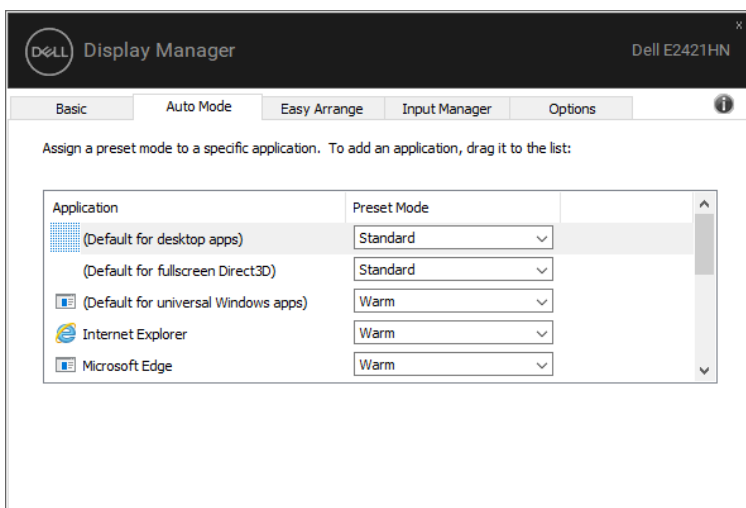 x
DELL Display Manager Dell E2421HN
Basic Auto Mode Easy Arrange Input Manager Options
Assign a preset mode to a specific application. To add an application, drag it to the list:
Application Preset Mode
(Default for desktop apps) Standard
(Default for fullscreen Direct3D) Standard
(Default for universal Windows apps) Warm
Internet Explorer Warm
Microsoft Edge Warm